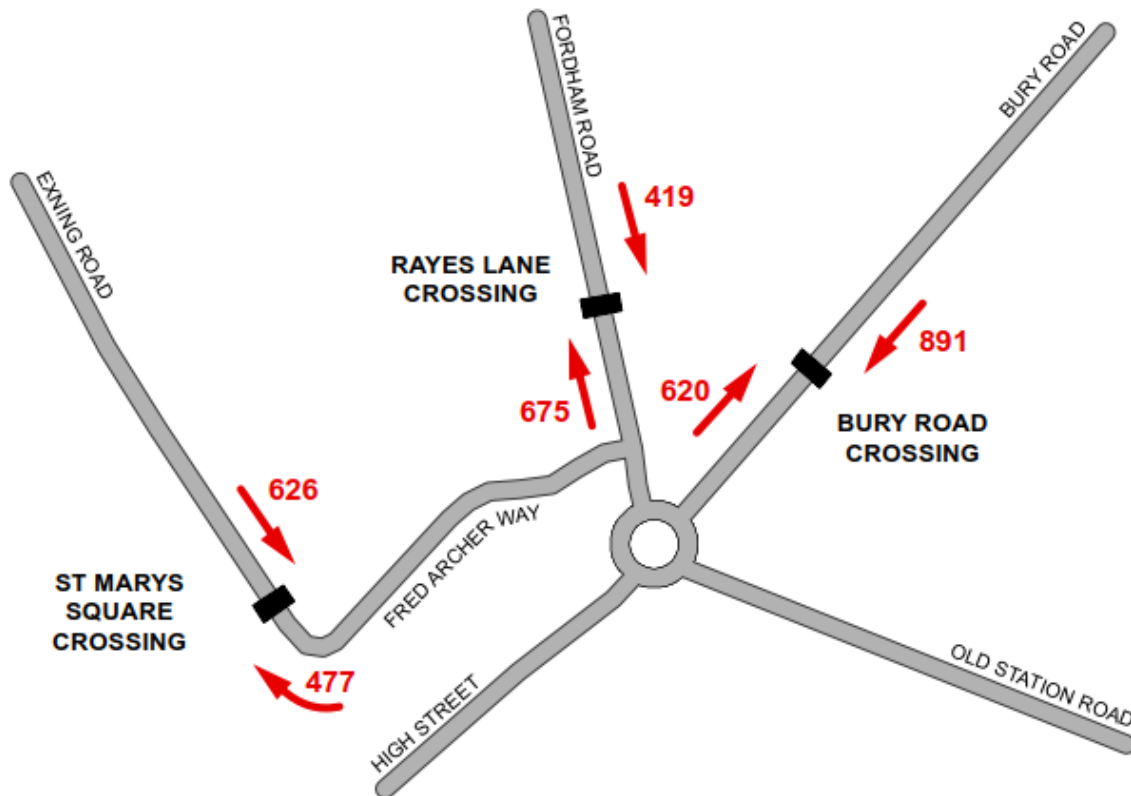 FORDHAM ROAD
BURY ROAD
EXNING ROAD
419
RAYES LANE
CROSSING
891
675
620
BURY ROAD
CROSSING
626
FRED ARCHER WAY
ST MARYS
SQUARE
CROSSING
477
HIGH STREET
OLD STATION ROAD